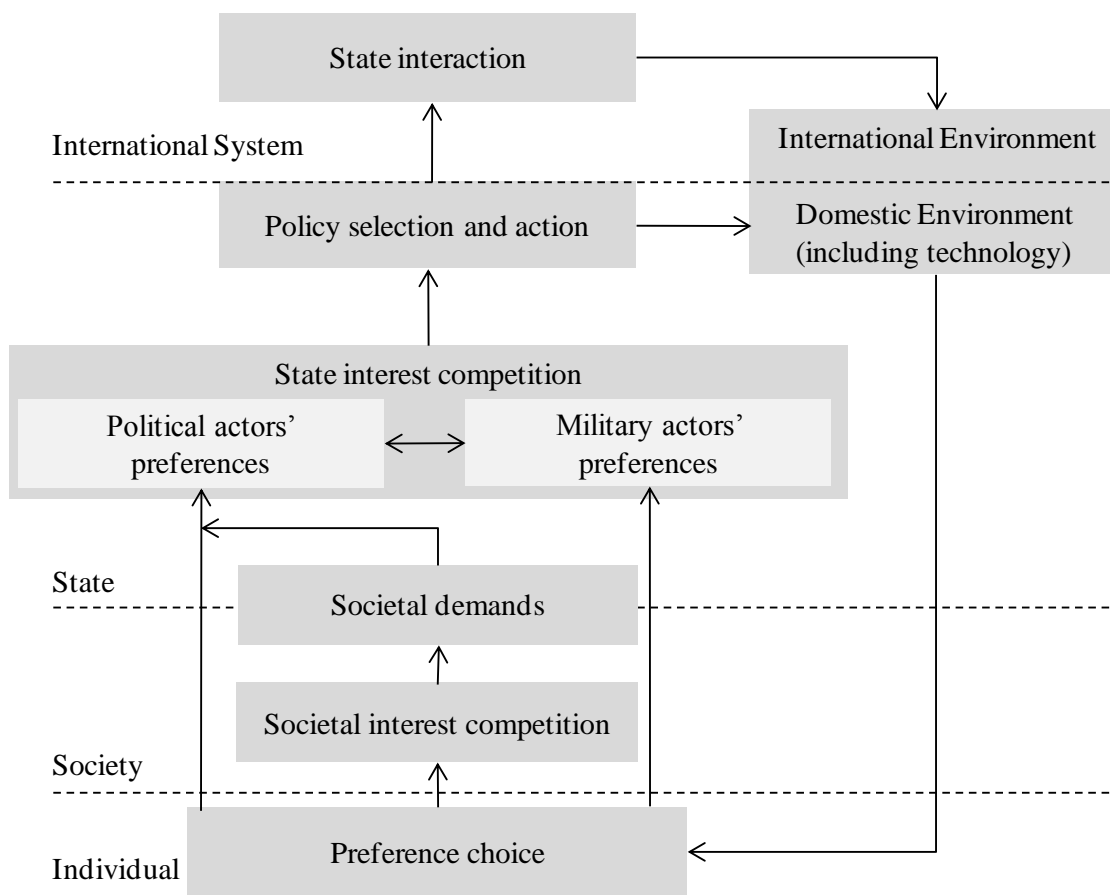 State interaction
International System
International Environment
Policy selection and action
Domestic Environment
(including technology)
State interest competition
Political actors’
preferences
Military actors’
preferences
State
Societal demands
Societal interest competition
Society
Preference choice
Individual